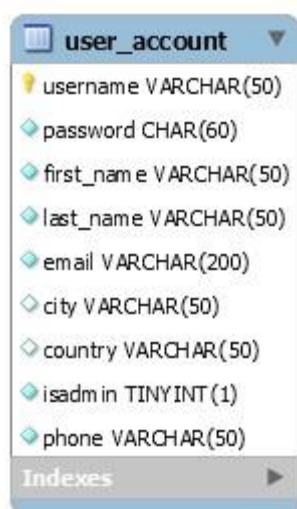 user_account
username VARCHAR(50)
password CHAR(60)
first_name VARCHAR(50)
last_name VARCHAR(50)
email VARCHAR(200)
city VARCHAR(50)
country VARCHAR(50)
isadmin TINYINT(1)
phone VARCHAR(50)
Indexes